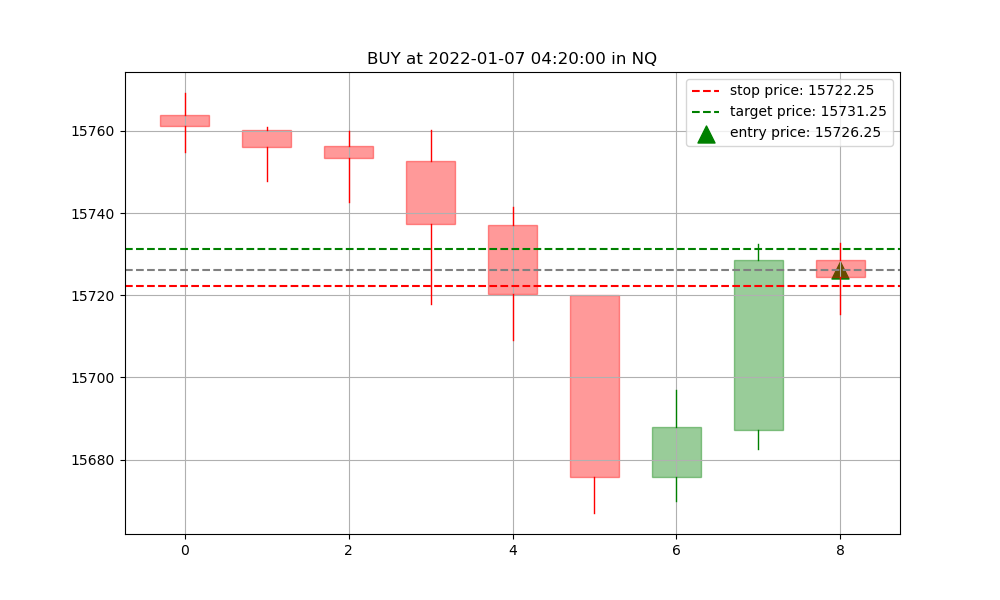 BUY at 2022-01-07 04:20:00 in NQ
stop price: 15722.25
target price: 15731.25
entry price: 15726.25
15760
15740
15720
15700
15680
0 2 4 6 8